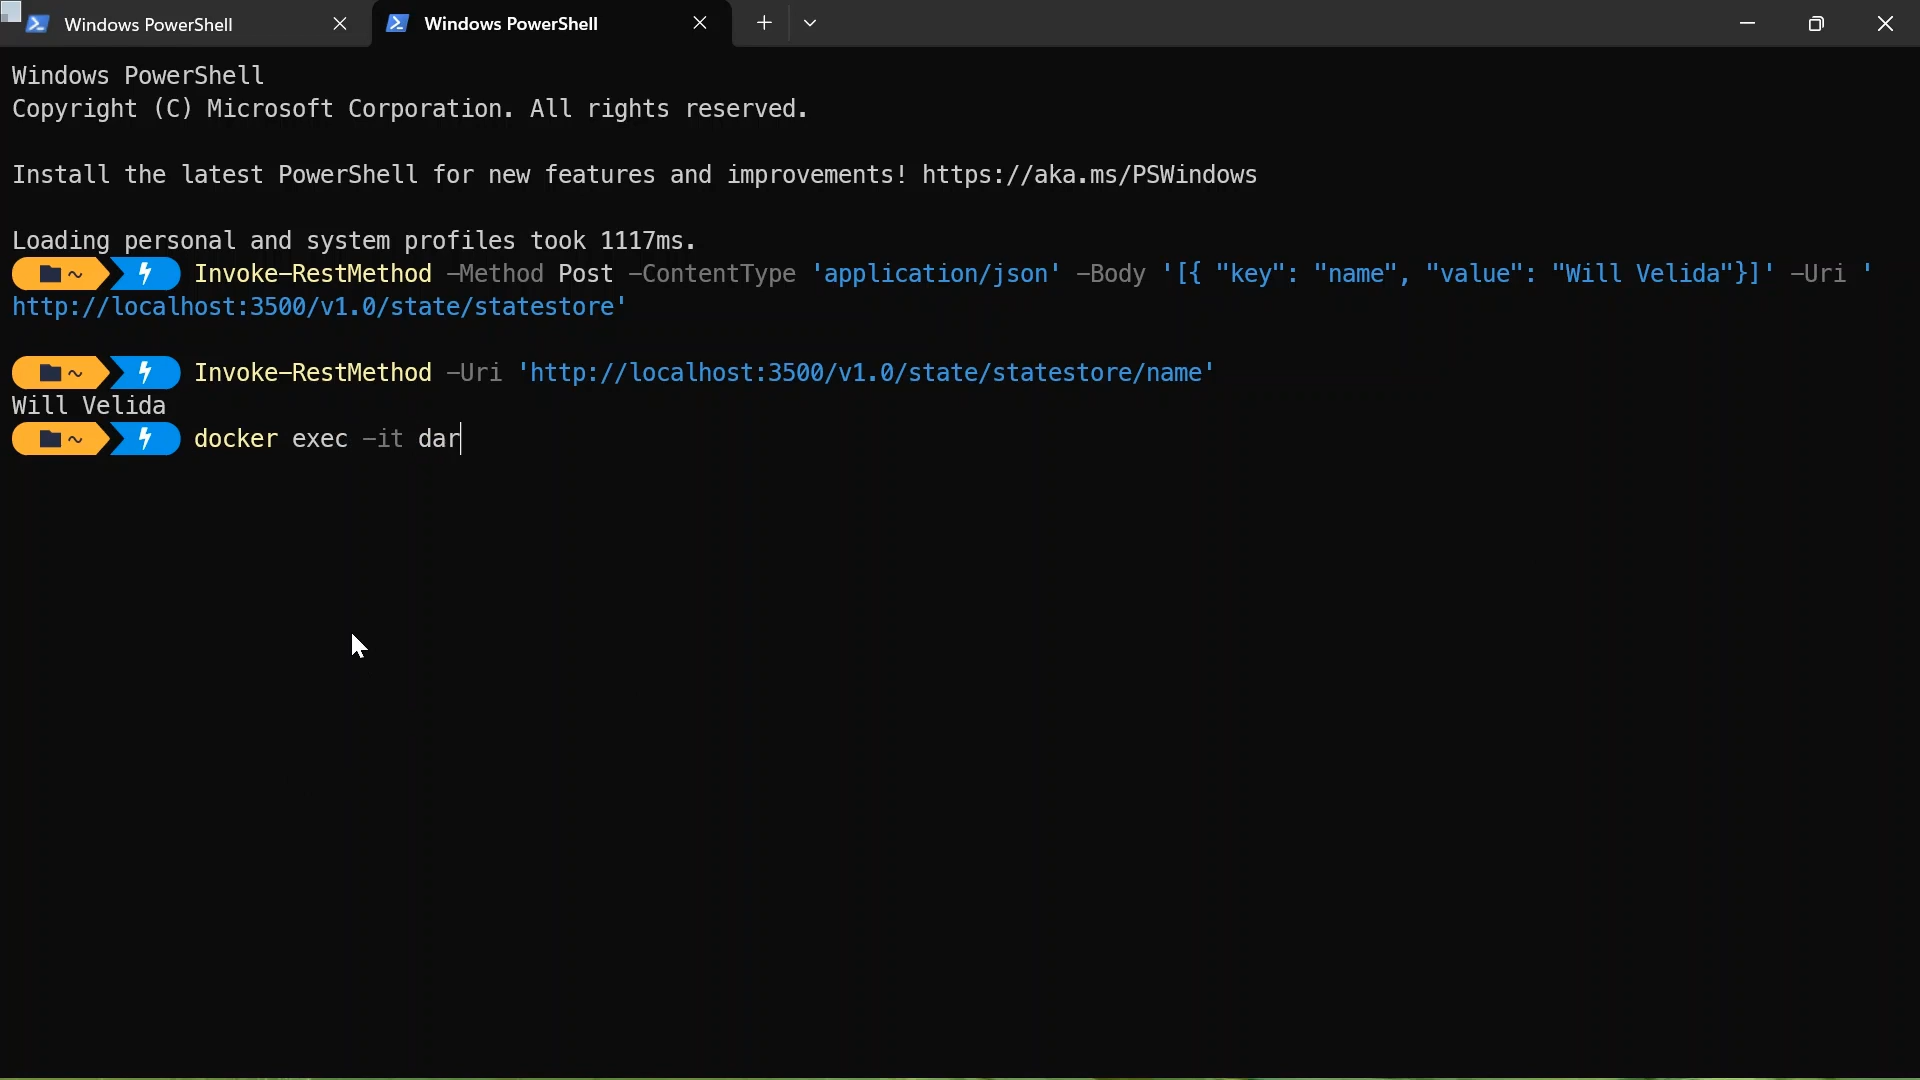 Windows PowerShell
Windows PowerShell
Windows PowerShell
Copyright (C) Microsoft Corporation. All rights reserved.
Install the latest PowerShell for new features and improvements! https://aka.ms/PSWindows
Loading personal and system profiles took 1117ms.
~ Invoke-RestMethod -Method Post -ContentType 'application/json' -Body '[{ "key": "name", "value": "Will Velida"}]' -Uri '
http://localhost:3500/v1.0/state/statestore'
~ Invoke-RestMethod -Uri 'http://localhost:3500/v1.0/state/statestore/name'
Will Velida
~ docker exec -it dar